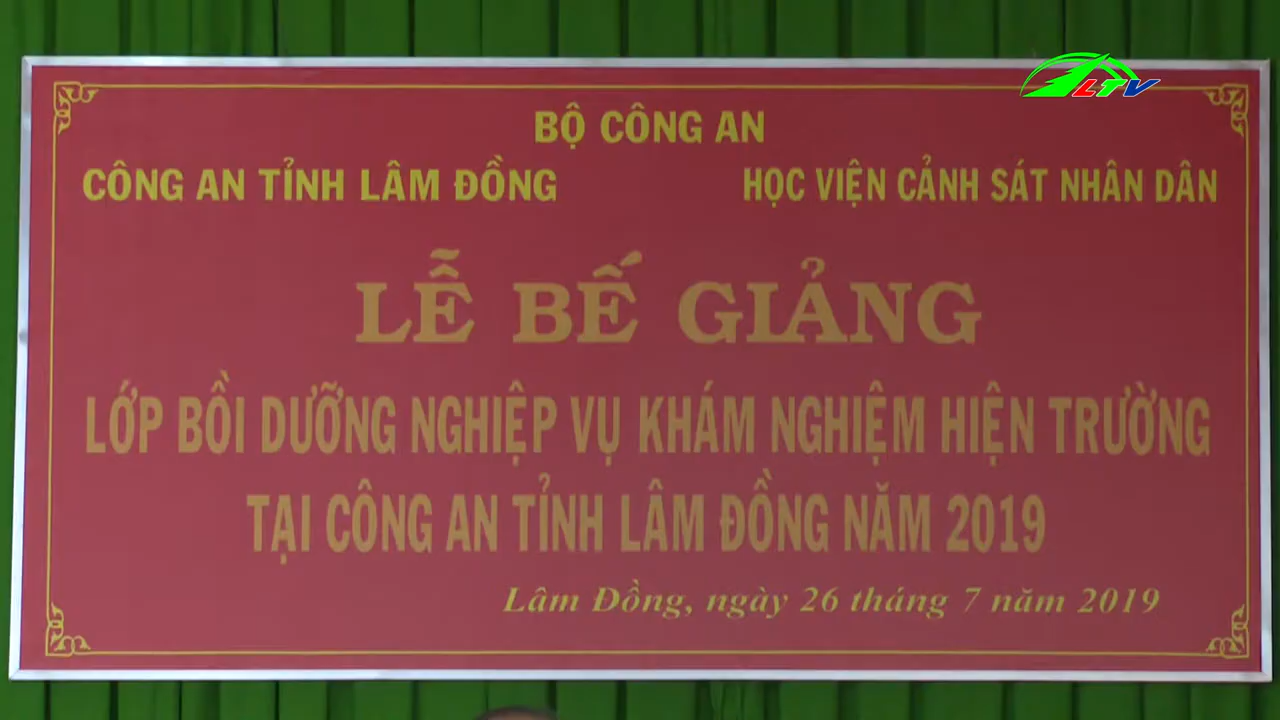 LTV
BỘ CÔNG AN
CÔNG AN TỈNH LÂM ĐỒNG
HỌC VIỆN CẢNH SÁT NHÂN DÂN
LỄ BẾ GIẢNG
LỚP BỒI DƯỠNG NGHIỆP VỤ KHÁM NGHIỆM HIỆN TRƯỜNG
TẠI CÔNG AN TỈNH LÂM ĐỒNG NĂM 2019
Lâm Đồng, ngày 26 tháng 7 năm 2019